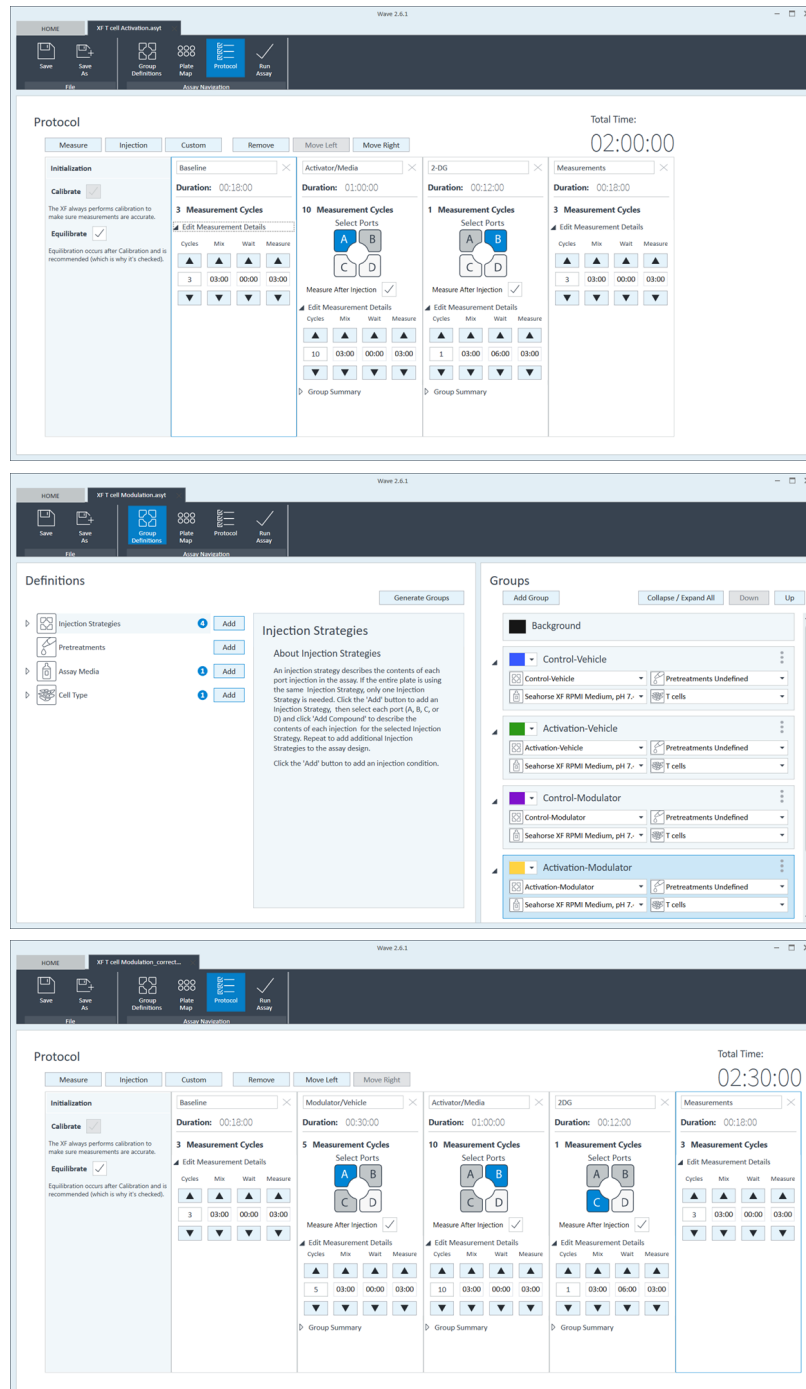 Wave 2.6.1
HOME
XF T cell Activation.asyt
Save
Save As
Group Definitions
Plate Map
Protocol
Run Assay
File
Assay Navigation
Protocol
Total Time:
02:00:00
Measure
Injection
Custom
Remove
Move Left
Move Right
Initialization
Calibrate
The XF always performs calibration to
make sure measurements are accurate.
Equilibrate
Equilibration occurs after Calibration and is
recommended (which is why it's checked).
Baseline
Duration: 00:18:00
3 Measurement Cycles
Edit Measurement Details
Cycles Mix Wait Measure
3 03:00 00:00 03:00
Activator/Media
Duration: 01:00:00
10 Measurement Cycles
Select Ports
A B
C D
Measure After Injection
Edit Measurement Details
Cycles Mix Wait Measure
10 03:00 00:00 03:00
Group Summary
2-DG
Duration: 00:12:00
1 Measurement Cycles
Select Ports
A B
C D
Measure After Injection
Edit Measurement Details
Cycles Mix Wait Measure
1 03:00 06:00 03:00
Group Summary
Measurements
Duration: 00:18:00
3 Measurement Cycles
Edit Measurement Details
Cycles Mix Wait Measure
3 03:00 00:00 03:00
Wave 2.6.1
HOME
XF T cell Modulation.asyt
Save
Save As
Group Definitions
Plate Map
Protocol
Run Assay
File
Assay Navigation
Definitions
Generate Groups
Injection Strategies 4 Add
Pretreatments Add
Assay Media 1 Add
Cell Type 1 Add
Injection Strategies
About Injection Strategies
An injection strategy describes the contents of each
port injection in the assay. If the entire plate is using
the same Injection Strategy, only one Injection
Strategy is needed. Click the 'Add' button to add an
Injection Strategy, then select each port (A, B, C, or
D) and click 'Add Compound' to describe the
contents of each injection for the selected Injection
Strategy. Repeat to add additional Injection
Strategies to the assay design.
Click the 'Add' button to add an injection condition.
Groups
Add Group
Collapse / Expand All
Down
Up
Background
Control-Vehicle
Control-Vehicle Pretreatments Undefined
Seahorse XF RPMI Medium, pH 7.- T cells
Activation-Vehicle
Activation-Vehicle Pretreatments Undefined
Seahorse XF RPMI Medium, pH 7.- T cells
Control-Modulator
Control-Modulator Pretreatments Undefined
Seahorse XF RPMI Medium, pH 7.- T cells
Activation-Modulator
Activation-Modulator Pretreatments Undefined
Seahorse XF RPMI Medium, pH 7.- T cells
Wave 2.6.1
HOME
XF T cell Modulation_correct...
Save
Save As
Group Definitions
Plate Map
Protocol
Run Assay
File
Assay Navigation
Protocol
Total Time:
02:30:00
Measure
Injection
Custom
Remove
Move Left
Move Right
Initialization
Calibrate
The XF always performs calibration to
make sure measurements are accurate.
Equilibrate
Equilibration occurs after Calibration and is
recommended (which is why it's checked).
Baseline
Duration: 00:18:00
3 Measurement Cycles
Edit Measurement Details
Cycles Mix Wait Measure
3 03:00 00:00 03:00
Modulator/Vehicle
Duration: 00:30:00
5 Measurement Cycles
Select Ports
A B
C D
Measure After Injection
Edit Measurement Details
Cycles Mix Wait Measure
5 03:00 00:00 03:00
Group Summary
Activator/Media
Duration: 01:00:00
10 Measurement Cycles
Select Ports
A B
C D
Measure After Injection
Edit Measurement Details
Cycles Mix Wait Measure
10 03:00 00:00 03:00
Group Summary
2DG
Duration: 00:12:00
1 Measurement Cycles
Select Ports
A B
C D
Measure After Injection
Edit Measurement Details
Cycles Mix Wait Measure
1 03:00 06:00 03:00
Group Summary
Measurements
Duration: 00:18:00
3 Measurement Cycles
Edit Measurement Details
Cycles Mix Wait Measure
3 03:00 00:00 03:00